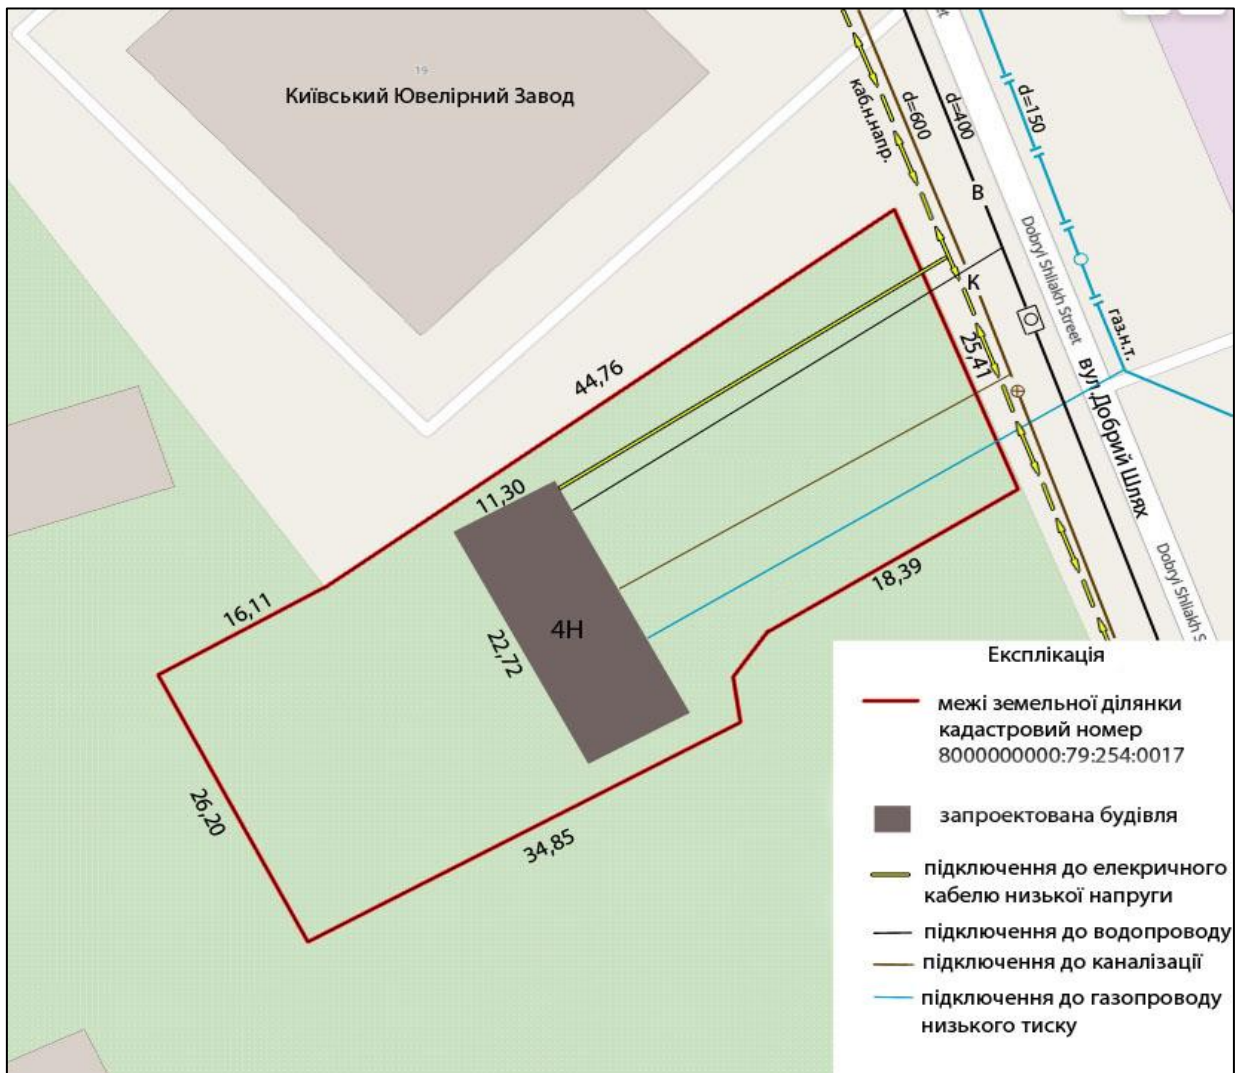 19
Київський Ювелірний Завод
каб.н.напр.
d=600
d=400
d=150
В
Dobryi Shliakh Street
К
газ.н.т.
25,41
вул.Добрий Шлях
44,76
11,30
16,11
22,72
4Н
18,39
Dobryi Shliakh S
26,20
34,85
Експлікація
межі земельної ділянки
кадастровий номер
8000000000:79:254:0017
запроектована будівля
підключення до елекричного
кабелю низької напруги
підключення до водопроводу
підключення до каналізації
підключення до газопроводу
низького тиску